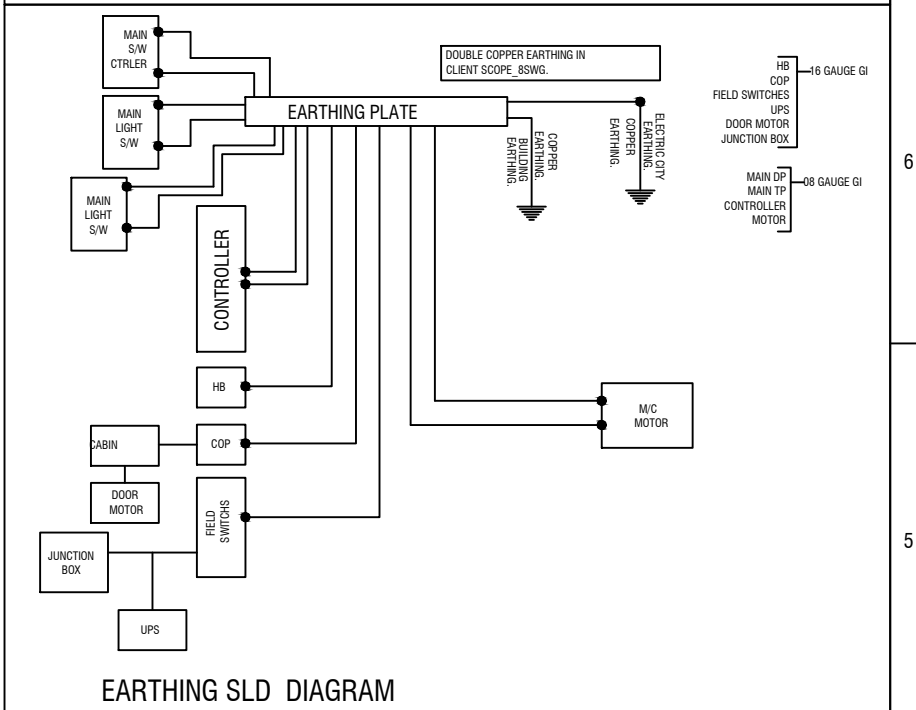 MAIN
S/W
CTRLER
MAIN
LIGHT
S/W
MAIN
LIGHT
S/W
EARTHING PLATE
DOUBLE COPPER EARTHING IN
CLIENT SCOPE_8SWG.
COPPER
EARTHING.
BUILDING
EARTHING.
ELECTRIC CITY
EARTHING.
COPPER
EARTHING.
HB
COP
FIELD SWITCHES
UPS
DOOR MOTOR
JUNCTION BOX
16 GAUGE GI
MAIN DP
MAIN TP
CONTROLLER
MOTOR
08 GAUGE GI
6
CONTROLLER
HB
M/C
MOTOR
CABIN
COP
DOOR
MOTOR
FIELD
SWITCHS
JUNCTION
BOX
5
UPS
EARTHING SLD DIAGRAM